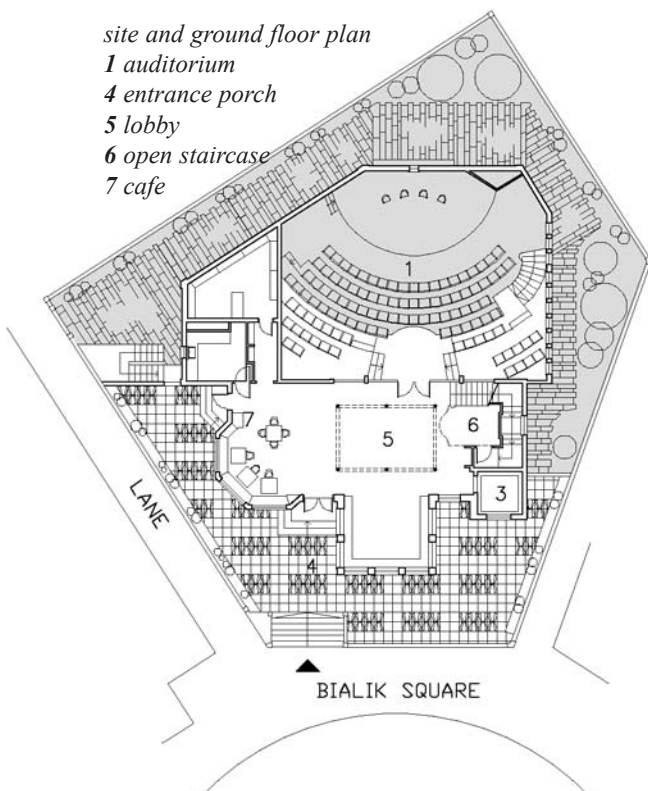 site and ground floor plan
1 auditorium
4 entrance porch
5 lobby
6 open staircase
7 cafe
1
6
5
3
LANE
4
BIALIK SQUARE